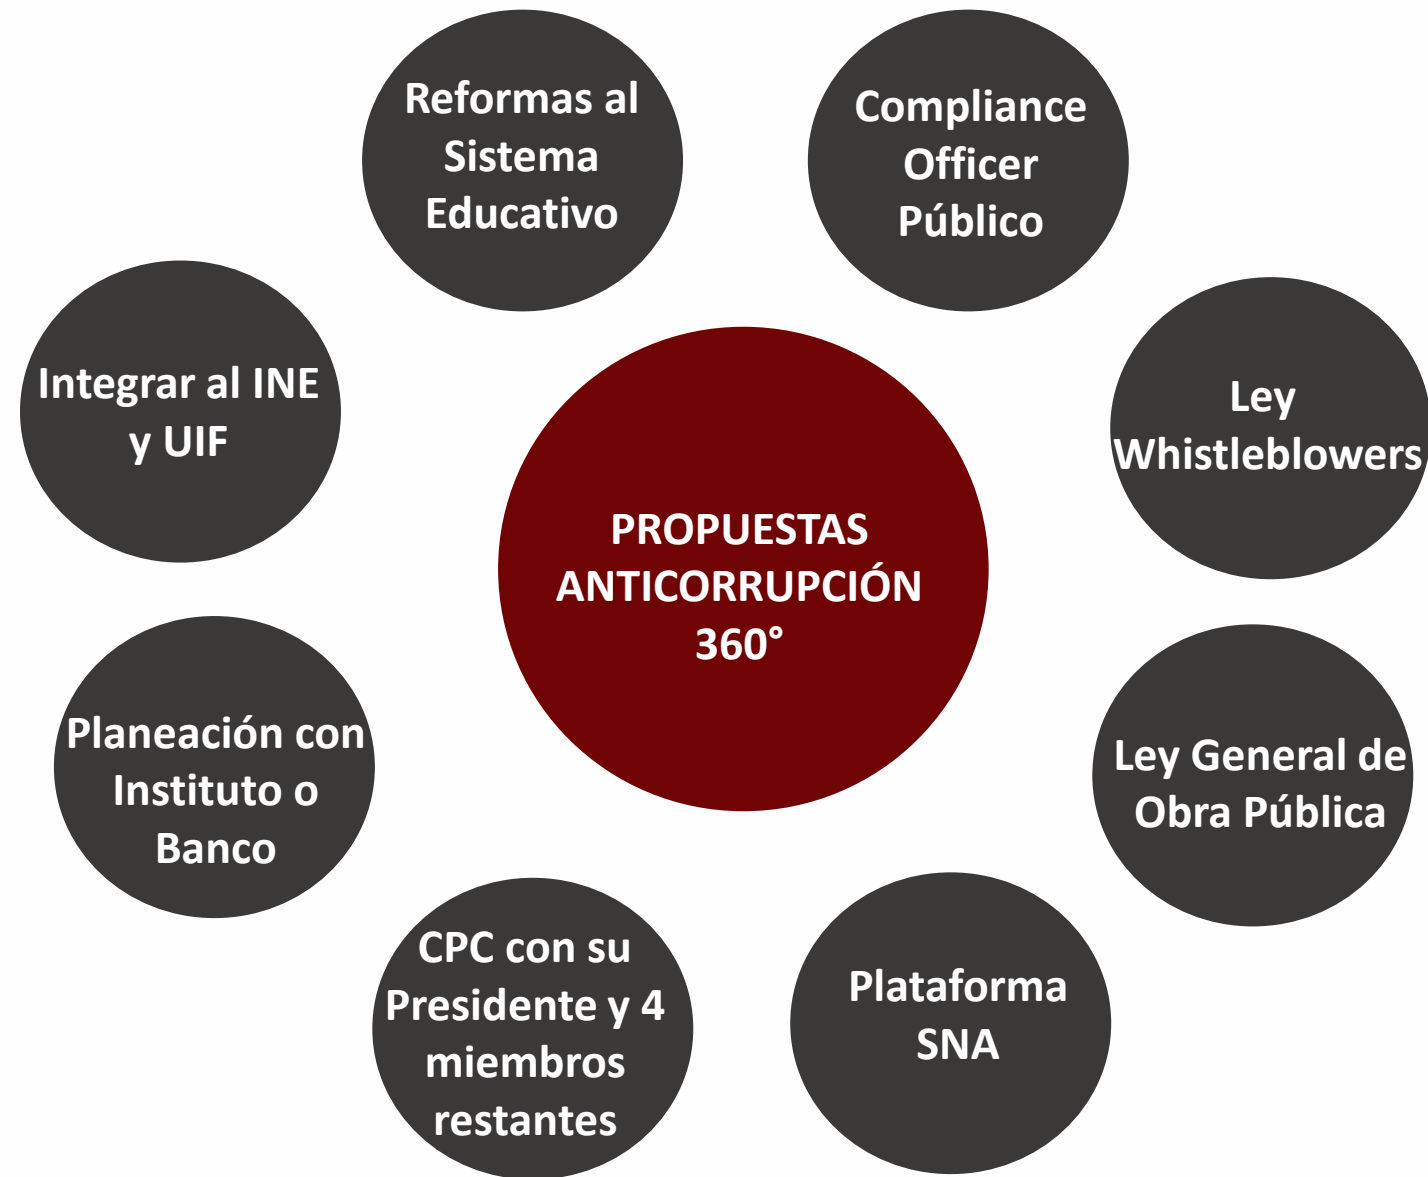 Reformas al
Sistema
Educativo
Compliance
Officer
Público
Integrar al INE
y UIF
Ley
Whistleblowers
PROPUESTAS
ANTICORRUPCIÓN
360°
Planeación con
Instituto o
Banco
Ley General de
Obra Pública
CPC con su
Presidente y 4
miembros
restantes
Plataforma
SNA